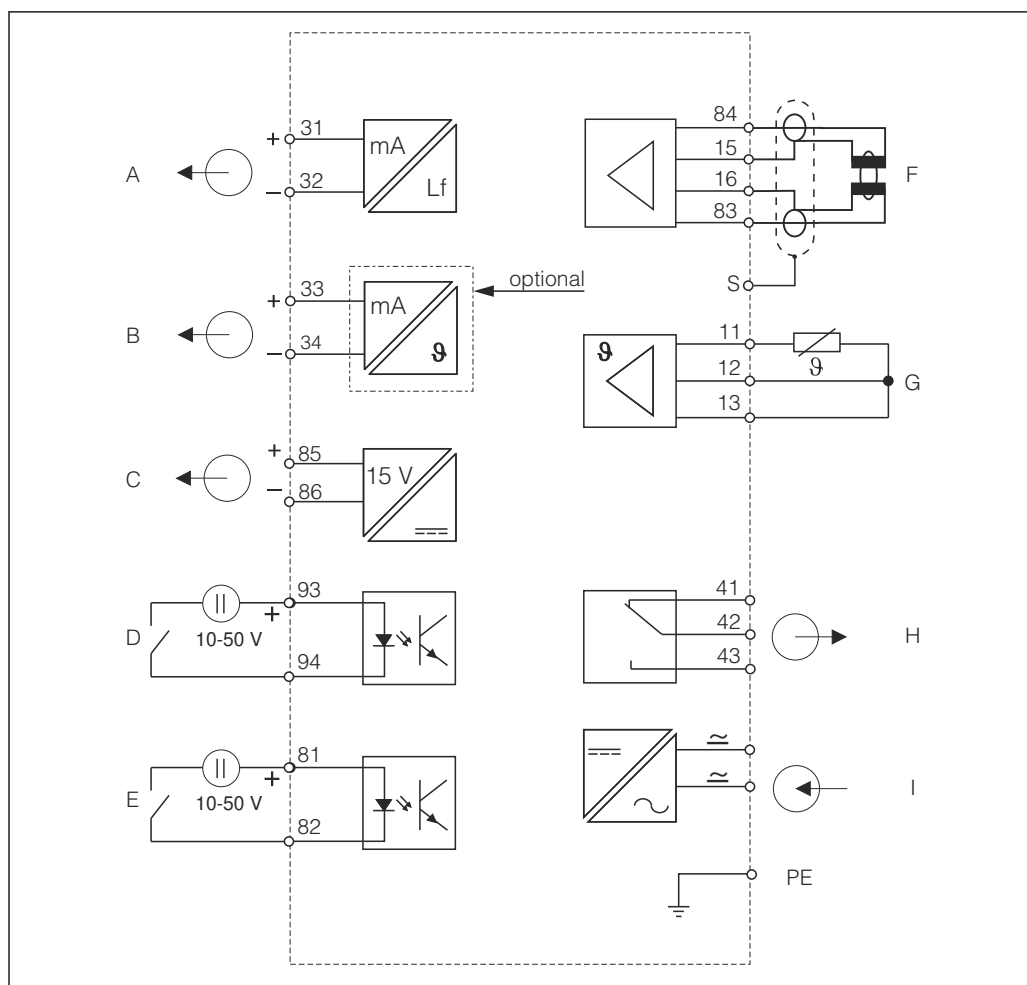 A
+ 31
− 32
mA
Lf
84
15
16
83
F
S
optional
B
+ 33
− 34
mA
ϑ
11
12
13
ϑ
ϑ
G
C
+ 85
− 86
15 V
D
93
+
10-50 V
94
41
42
43
H
E
81
+
10-50 V
82
≃
≃
I
PE